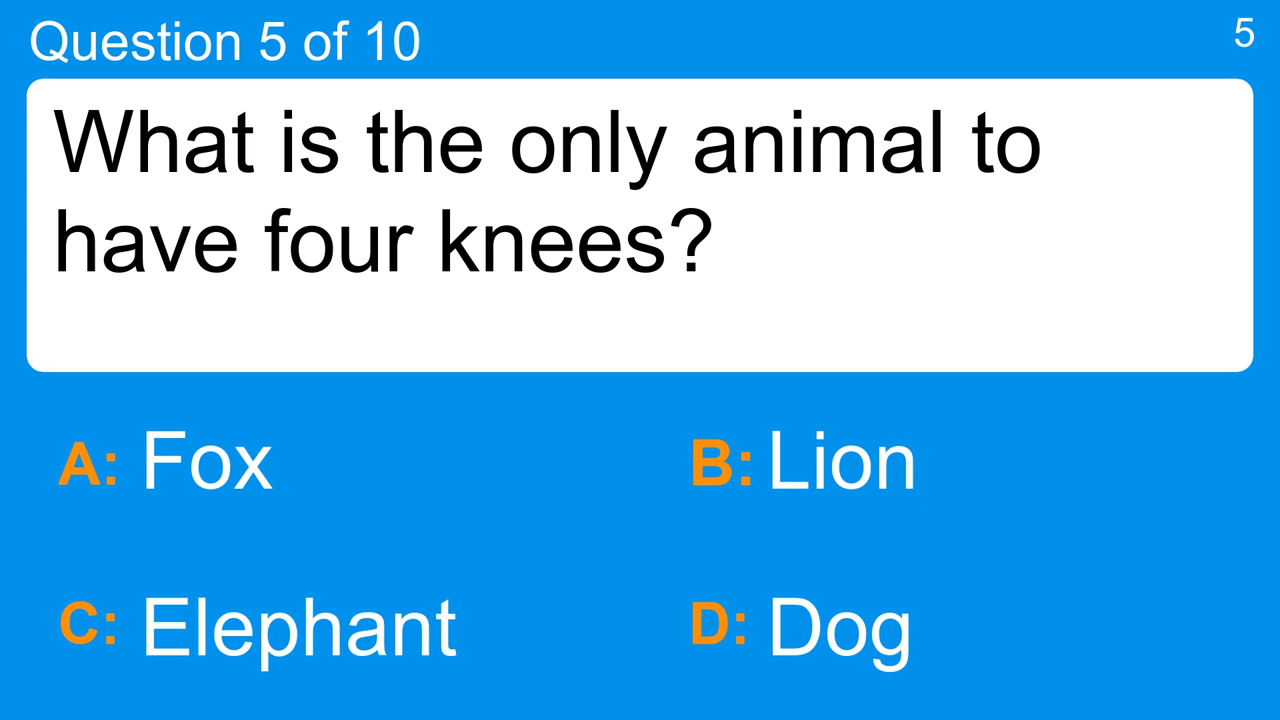 Question 5 of 10
5
What is the only animal to
have four knees?
A: Fox
B: Lion
C: Elephant
D: Dog